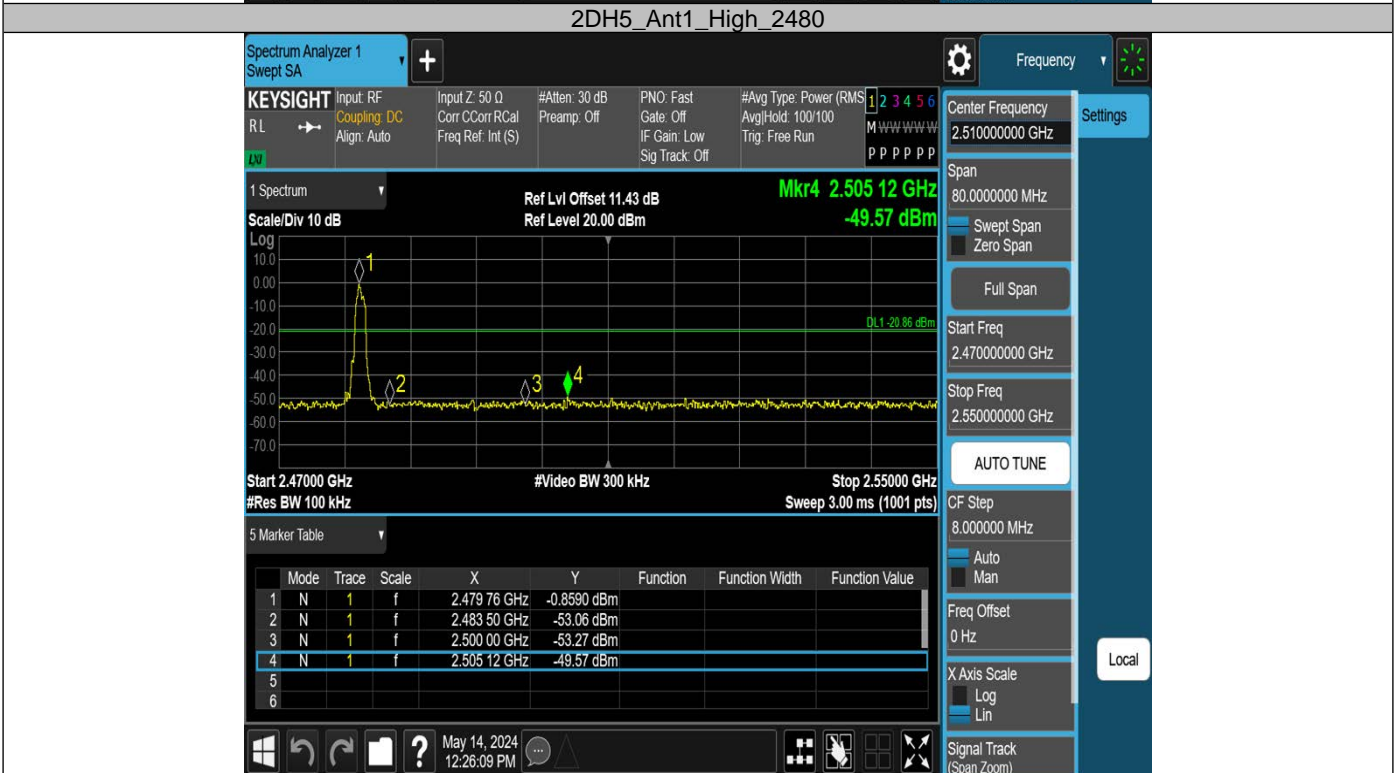 2DH5_Ant1_High_2480
Spectrum Analyzer 1
Swept SA
+
Frequency
KEYSIGHT
R L
LXI
Input: RF
Coupling: DC
Align: Auto
Input Z: 50 Ω
Corr CCorr RCal
Freq Ref: Int (S)
#Atten: 30 dB
Preamp: Off
PNO: Fast
Gate: Off
IF Gain: Low
Sig Track: Off
#Avg Type: Power (RMS
Avg|Hold: 100/100
Trig: Free Run
1 2 3 4 5 6
M W W W W W
P P P P P P
Center Frequency
2.510000000 GHz
Settings
1 Spectrum
Scale/Div 10 dB
Ref Lvl Offset 11.43 dB
Ref Level 20.00 dBm
Mkr4 2.505 12 GHz
-49.57 dBm
Log
10.0
0.00
-10.0
-20.0
-30.0
-40.0
-50.0
-60.0
-70.0
1
2
3
4
DL1 -20.86 dBm
Start 2.47000 GHz
#Video BW 300 kHz
Stop 2.55000 GHz
#Res BW 100 kHz
Sweep 3.00 ms (1001 pts)
Span
80.0000000 MHz
Swept Span
Zero Span
Full Span
Start Freq
2.470000000 GHz
Stop Freq
2.550000000 GHz
AUTO TUNE
CF Step
8.000000 MHz
Auto
Man
Freq Offset
0 Hz
X Axis Scale
Log
Lin
Signal Track
(Span Zoom)
Local
5 Marker Table
Mode Trace Scale X Y Function Function Width Function Value
1 N 1 f 2.479 76 GHz -0.8590 dBm
2 N 1 f 2.483 50 GHz -53.06 dBm
3 N 1 f 2.500 00 GHz -53.27 dBm
4 N 1 f 2.505 12 GHz -49.57 dBm
5
6
?
May 14, 2024
12:26:09 PM